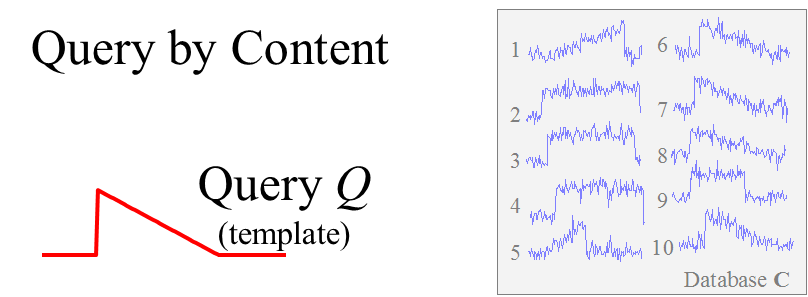 Query by Content
Query Q
(template)
1
2
3
4
5
6
7
8
9
10
Database C